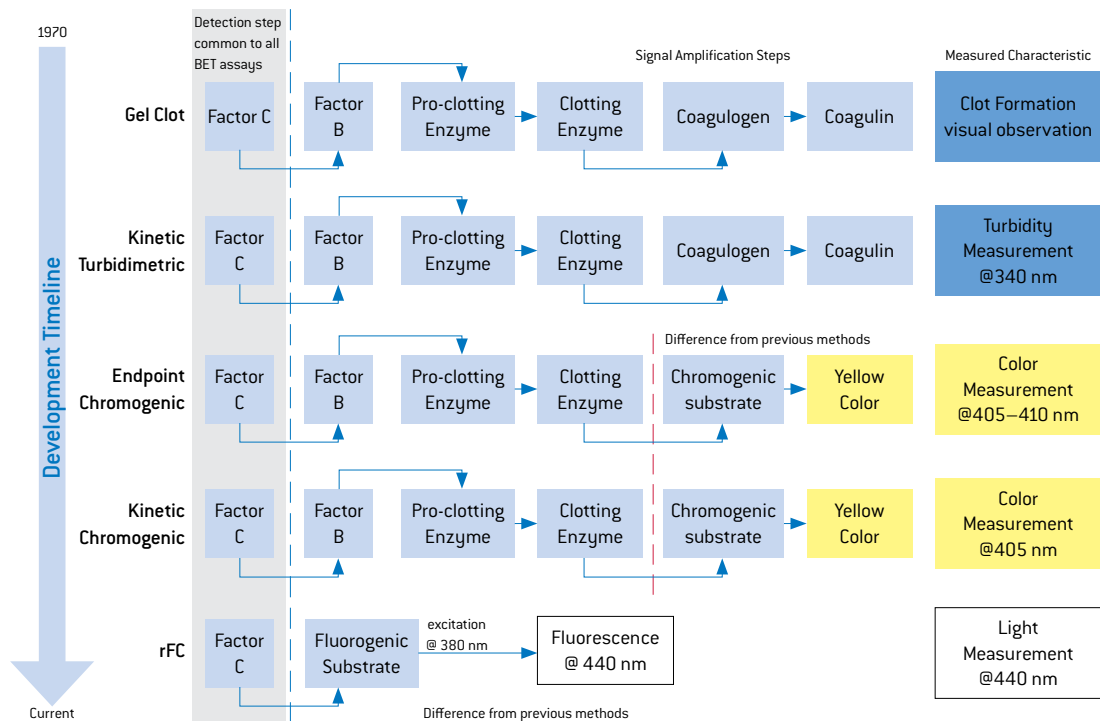 1970
Detection step
common to all
BET assays
Signal Amplification Steps
Measured Characteristic
Gel Clot
Factor C
Factor
B
Pro-clotting
Enzyme
Clotting
Enzyme
Coagulogen
Coagulin
Clot Formation
visual observation
Kinetic
Turbidimetric
Factor
C
Factor
B
Pro-clotting
Enzyme
Clotting
Enzyme
Coagulogen
Coagulin
Turbidity
Measurement
@340 nm
Development Timeline
Difference from previous methods
Endpoint
Chromogenic
Factor
C
Factor
B
Pro-clotting
Enzyme
Clotting
Enzyme
Chromogenic
substrate
Yellow
Color
Color
Measurement
@405–410 nm
Kinetic
Chromogenic
Factor
C
Factor
B
Pro-clotting
Enzyme
Clotting
Enzyme
Chromogenic
substrate
Yellow
Color
Color
Measurement
@405 nm
rFC
Factor
C
Fluorogenic
Substrate
excitation
@ 380 nm
Fluorescence
@ 440 nm
Light
Measurement
@440 nm
Current
Difference from previous methods